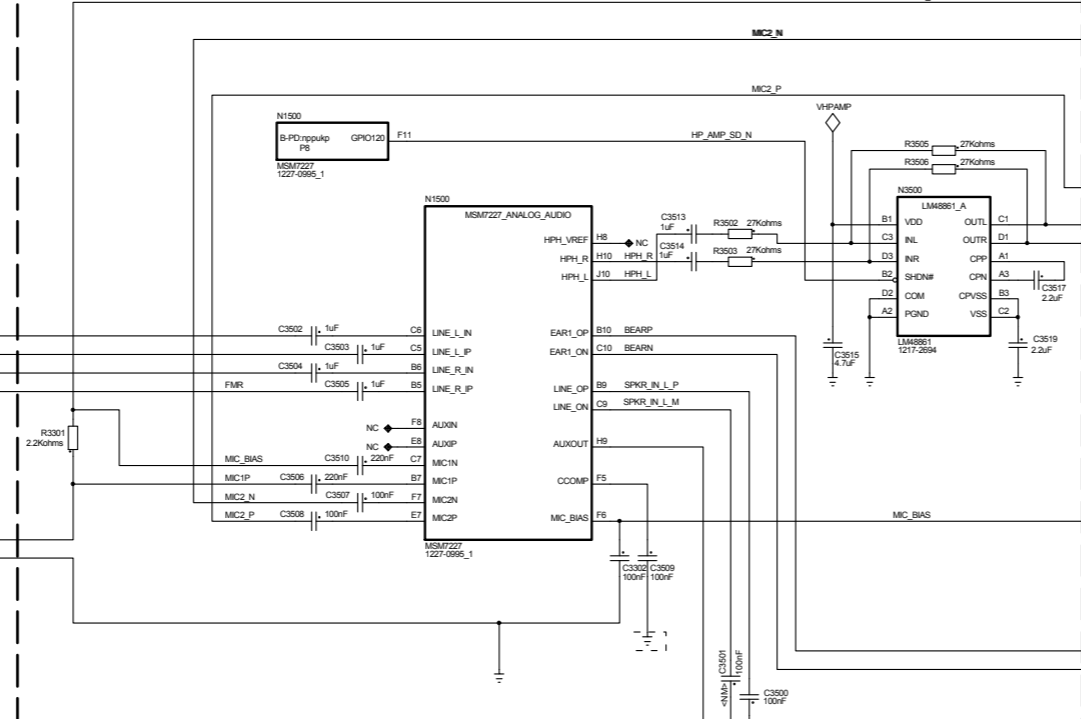 MIC2_N
MIC2_P
N1500
B-PD:nppukp
P8
GPIO120
F11
MSM7227
1227-0995_1
HP_AMP_SD_N
VHPAMP
R3505
27Kohms
R3506
27Kohms
N3500
LM48861_A
B1
VDD
OUTL
C1
C3
INL
OUTR
D1
D3
INR
CPP
A1
B2
SHDN#
CPN
A3
D2
COM
CPVSS
B3
A2
PGND
VSS
C2
LM48861
1217-2694
C3517
2.2uF
C3519
2.2uF
C3515
4.7uF
N1500
MSM7227_ANALOG_AUDIO
HPH_VREF
H8
NC
HPH_R
H10
HPH_R
HPH_L
J10
HPH_L
C3513
1uF
C3514
1uF
R3502
27Kohms
R3503
27Kohms
C3502
1uF
C6
LINE_L_IN
EAR1_OP
B10
BEARP
C3503
1uF
C5
LINE_L_IP
EAR1_ON
C10
BEARN
C3504
1uF
B6
LINE_R_IN
FMR
C3505
1uF
B5
LINE_R_IP
LINE_OP
B9
SPKR_IN_L_P
LINE_ON
C9
SPKR_IN_L_M
NC
F8
AUXIN
NC
E8
AUXIP
AUXOUT
H9
R3301
2.2Kohms
MIC_BIAS
C3510
220nF
C7
MIC1N
MIC1P
C3506
220nF
B7
MIC1P
CCOMP
F5
MIC2_N
C3507
100nF
F7
MIC2N
MIC2_P
C3508
100nF
E7
MIC2P
MIC_BIAS
F6
MIC_BIAS
MSM7227
1227-0995_1
C3302
100nF
C3509
100nF
C3501
100nF
<NM>
C3500
100nF